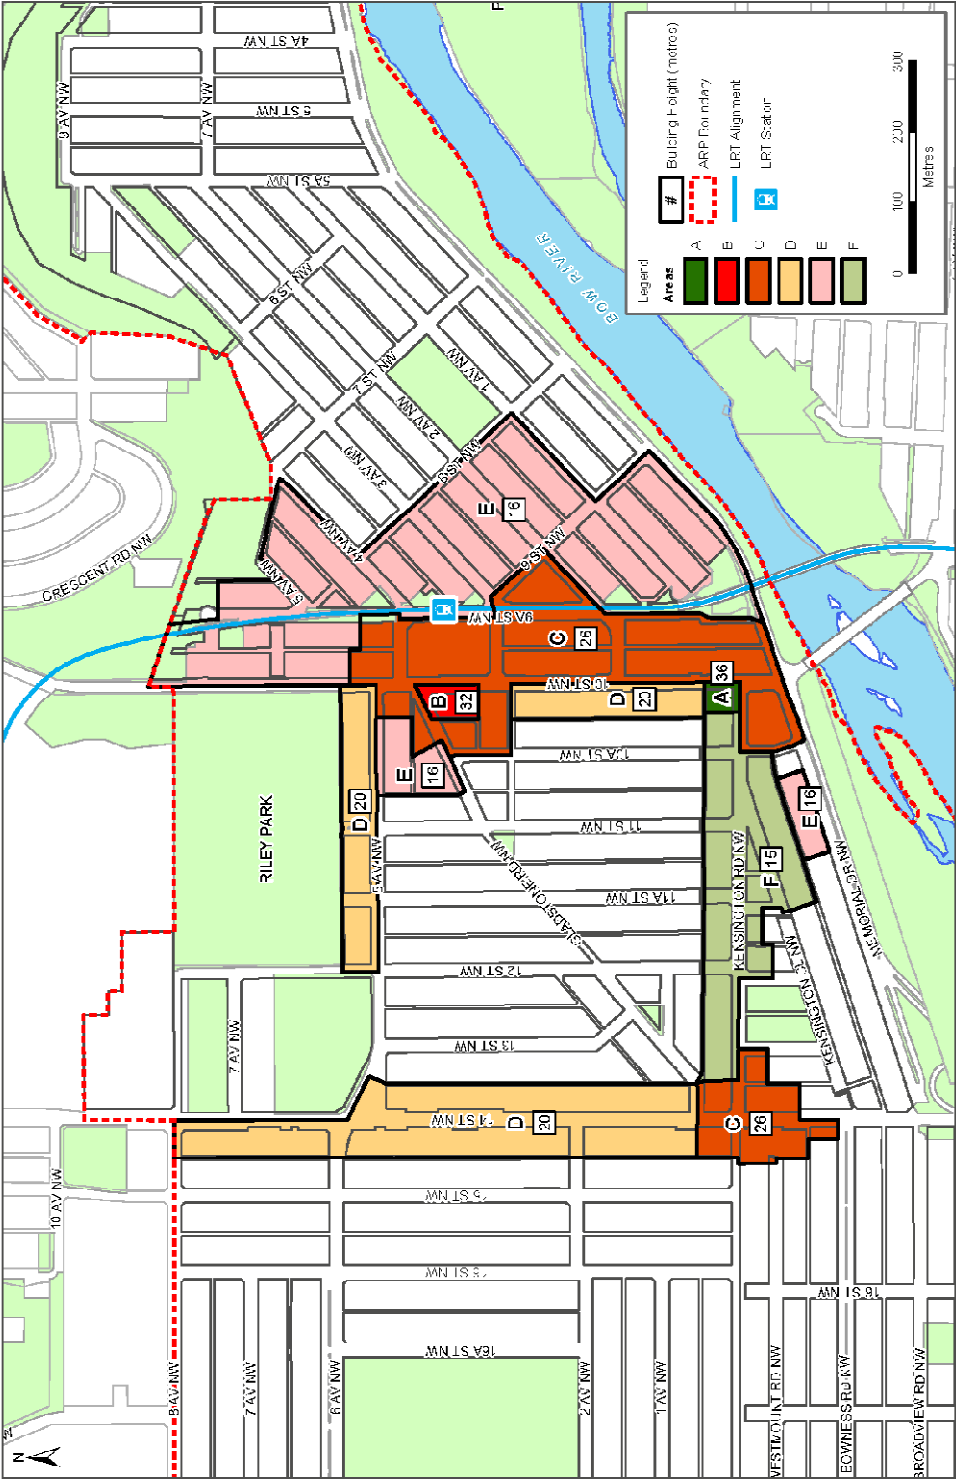 4A ST NW
5 ST NW
5A ST NW
9 AV NW
7 AV NW
6 ST NW
7 ST NW
1 AV NW
2 AV NW
3 AV NW
8 ST NW
4 AV NW
5 AV NW
CRESCENT RD NW
9 ST NW
9A ST NW
E
16
C
26
10 ST NW
B
32
D
20
A
36
E
16
D
20
RILEY PARK
5 AV NW
10A ST NW
11 ST NW
11A ST NW
GLADSTONE RD NW
12 ST NW
13 ST NW
7 AV NW
KENSINGTON RD NW
F
15
E
16
MEMORIAL DR NW
KENSINGTON CL NW
14 ST NW
D
20
C
26
10 AV NW
8 AV NW
7 AV NW
6 AV NW
15 ST NW
16A ST NW
16 ST NW
2 AV NW
1 AV NW
WESTMOUNT RD NW
BOWNESS RD NW
BROADVIEW RD NW
BOW RIVER
N
Legend
Areas
A
B
C
D
E
F
# Building Height (metres)
ARP Boundary
LRT Alignment
LRT Station
0 100 200 300
Metres